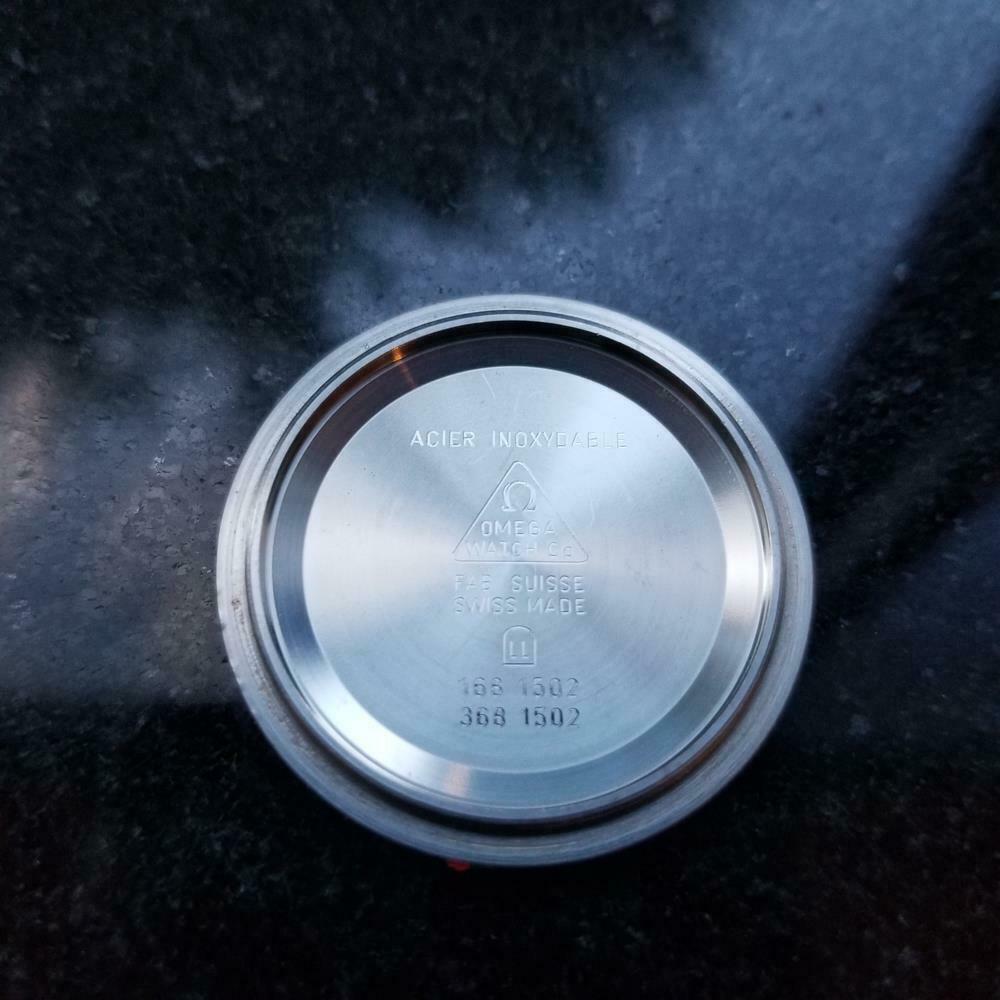 ACIER INOXYDABLE
Ω
OMEGA
WATCH Co
FAB SUISSE
SWISS MADE
166 1502
368 1502